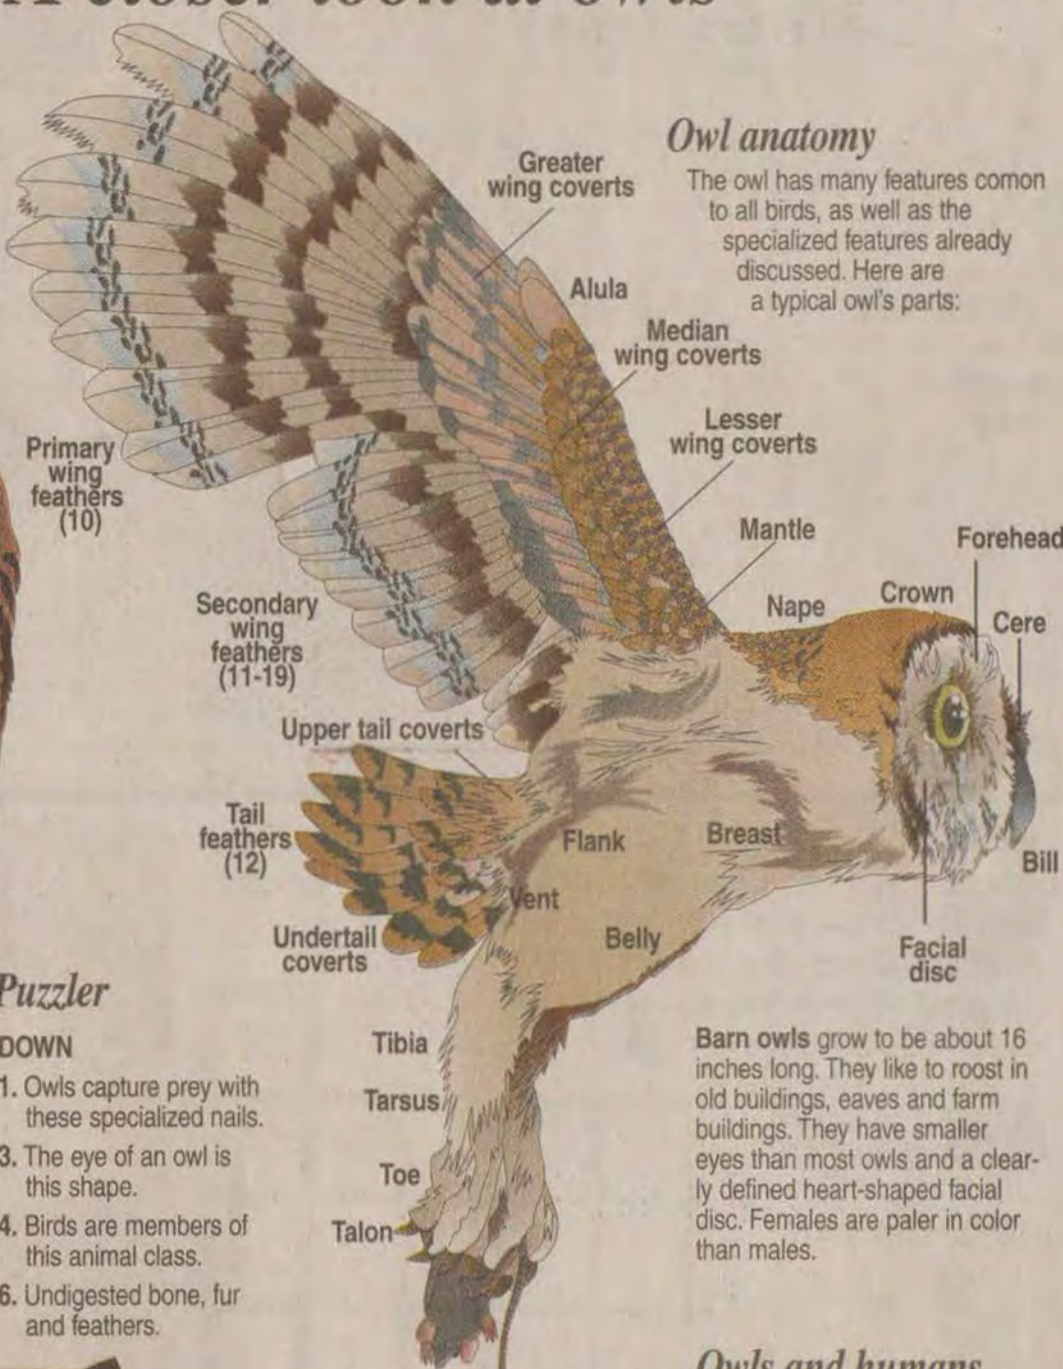 A closer look at owls
Owl anatomy
The owl has many features comon
to all birds, as well as the
specialized features already
discussed. Here are
a typical owl's parts:
Greater
wing coverts
Alula
Median
wing coverts
Lesser
wing coverts
Mantle
Nape
Crown
Forehead
Cere
Primary
wing
feathers
(10)
Secondary
wing
feathers
(11-19)
Upper tail coverts
Tail
feathers
(12)
Flank
Breast
Bill
Vent
Undertail
coverts
Belly
Facial
disc
Tibia
Tarsus
Toe
Talon
Puzzler
DOWN
1. Owls capture prey with
these specialized nails.
3. The eye of an owl is
this shape.
4. Birds are members of
this animal class.
6. Undigested bone, fur
and feathers.
Barn owls grow to be about 16
inches long. They like to roost in
old buildings, eaves and farm
buildings. They have smaller
eyes than most owls and a clear-
ly defined heart-shaped facial
disc. Females are paler in color
than males.
Owls and humans